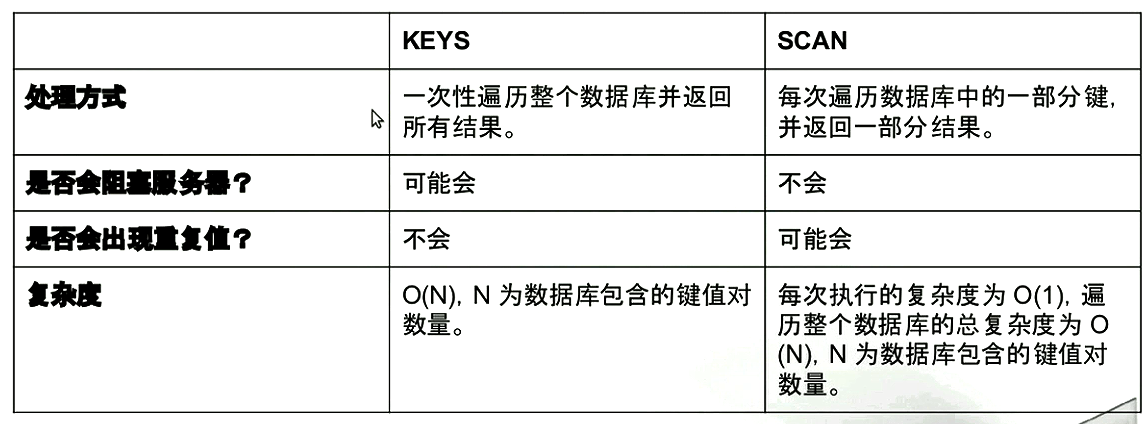 KEYS
SCAN
处理方式
一次性遍历整个数据库并返回
所有结果。
每次遍历数据库中的一部分键,
并返回一部分结果。
是否会阻塞服务器？
可能会
不会
是否会出现重复值？
不会
可能会
复杂度
O(N), N 为数据库包含的键值对
数量。
每次执行的复杂度为 O(1), 遍
历整个数据库的总复杂度为 O
(N), N 为数据库包含的键值对
数量。